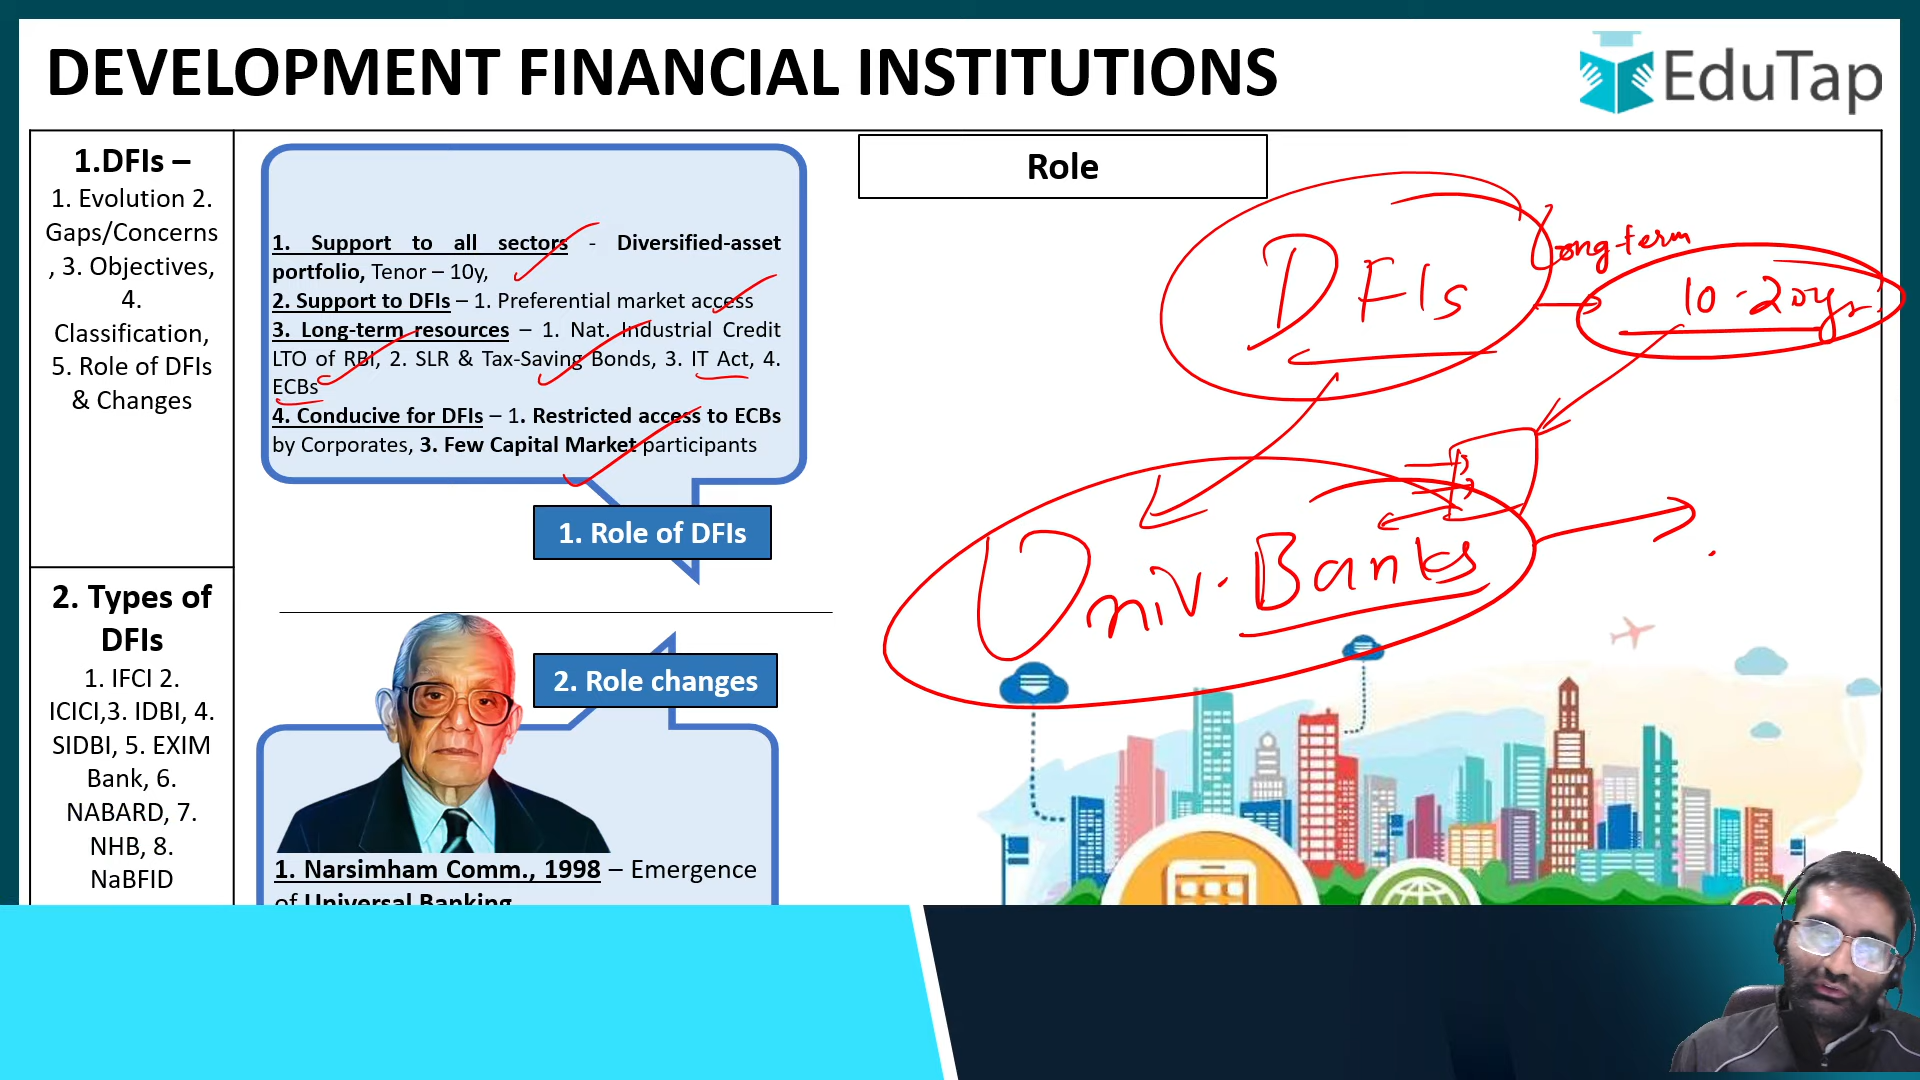 DEVELOPMENT FINANCIAL INSTITUTIONS
EduTap
1.DFIs –
1. Evolution 2.
Gaps/Concerns
, 3. Objectives,
4.
Classification,
5. Role of DFIs
& Changes
2. Types of
DFIs
1. IFCI 2.
ICICI,3. IDBI, 4.
SIDBI, 5. EXIM
Bank, 6.
NABARD, 7.
NHB, 8.
NaBFID
1. Support to all sectors - Diversified-asset
portfolio, Tenor – 10y,
2. Support to DFIs – 1. Preferential market access
3. Long-term resources – 1. Nat. Industrial Credit
LTO of RBI, 2. SLR & Tax-Saving Bonds, 3. IT Act, 4.
ECBs
4. Conducive for DFIs – 1. Restricted access to ECBs
by Corporates, 3. Few Capital Market participants
1. Role of DFIs
2. Role changes
1. Narsimham Comm., 1998 – Emergence
of Universal Banking
Role
DFIs
Long-term
10-20yrs
Univ. Banks